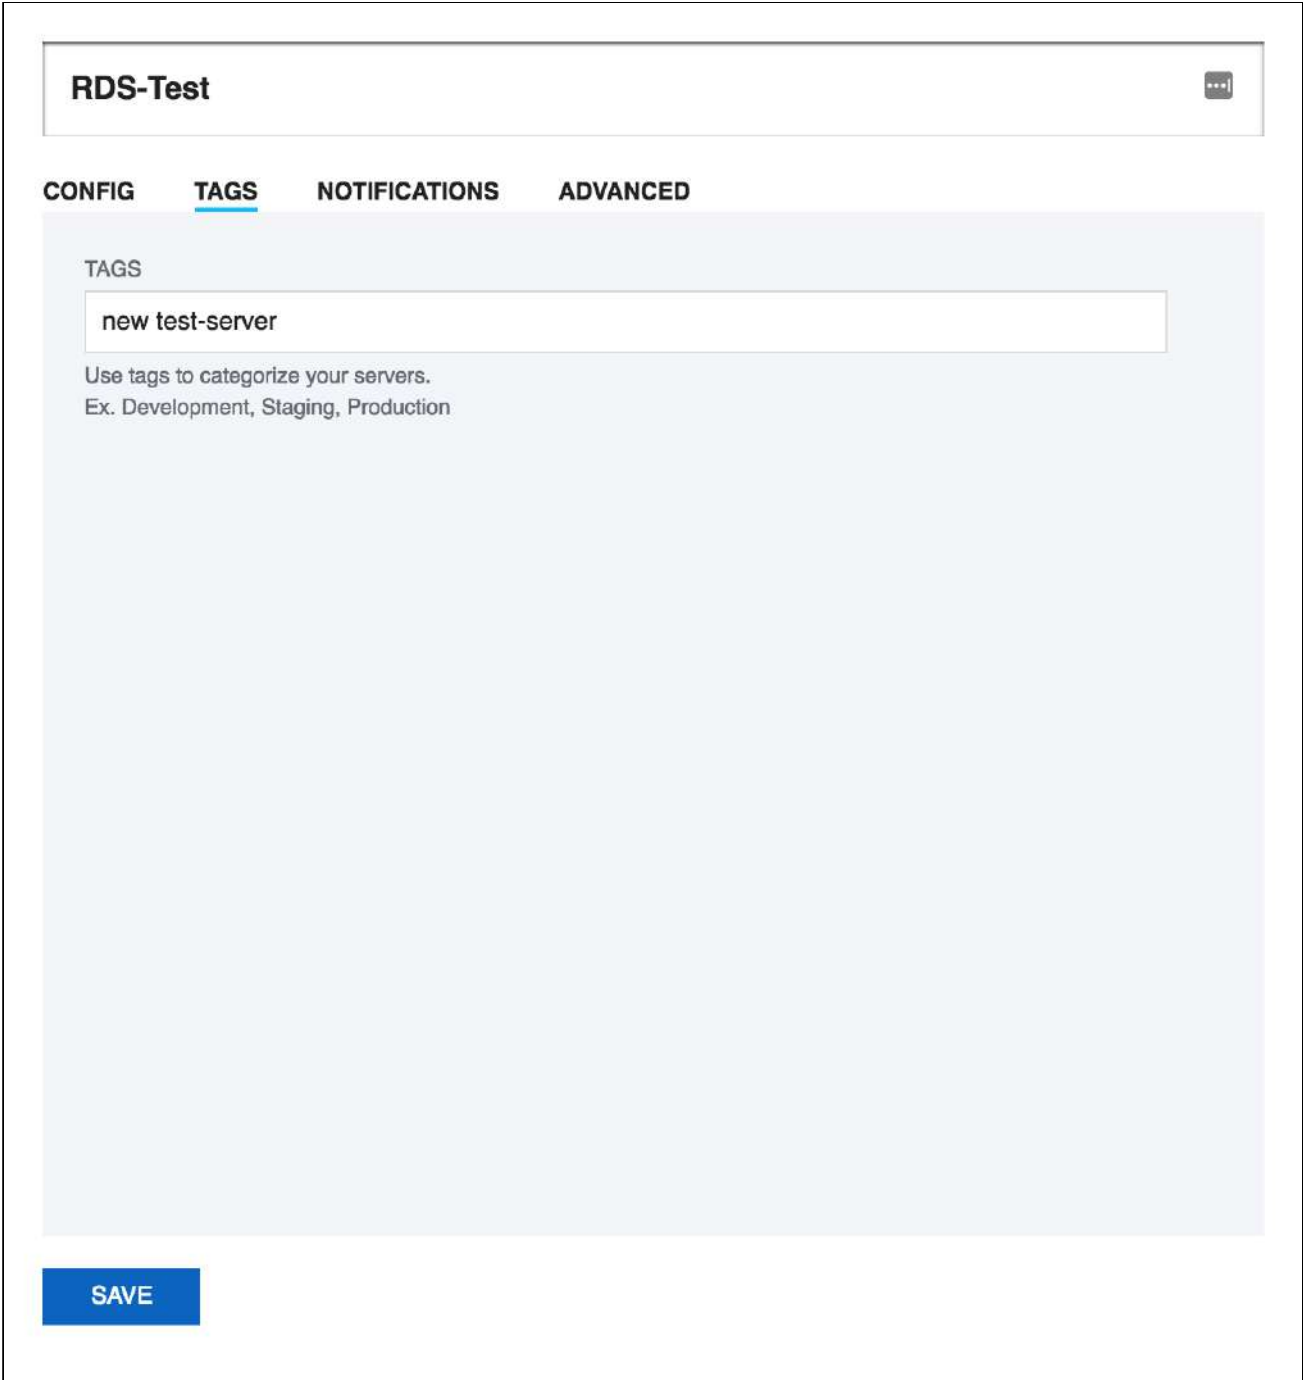 RDS-Test
CONFIG TAGS NOTIFICATIONS ADVANCED
TAGS
new test-server
Use tags to categorize your servers.
Ex. Development, Staging, Production
SAVE